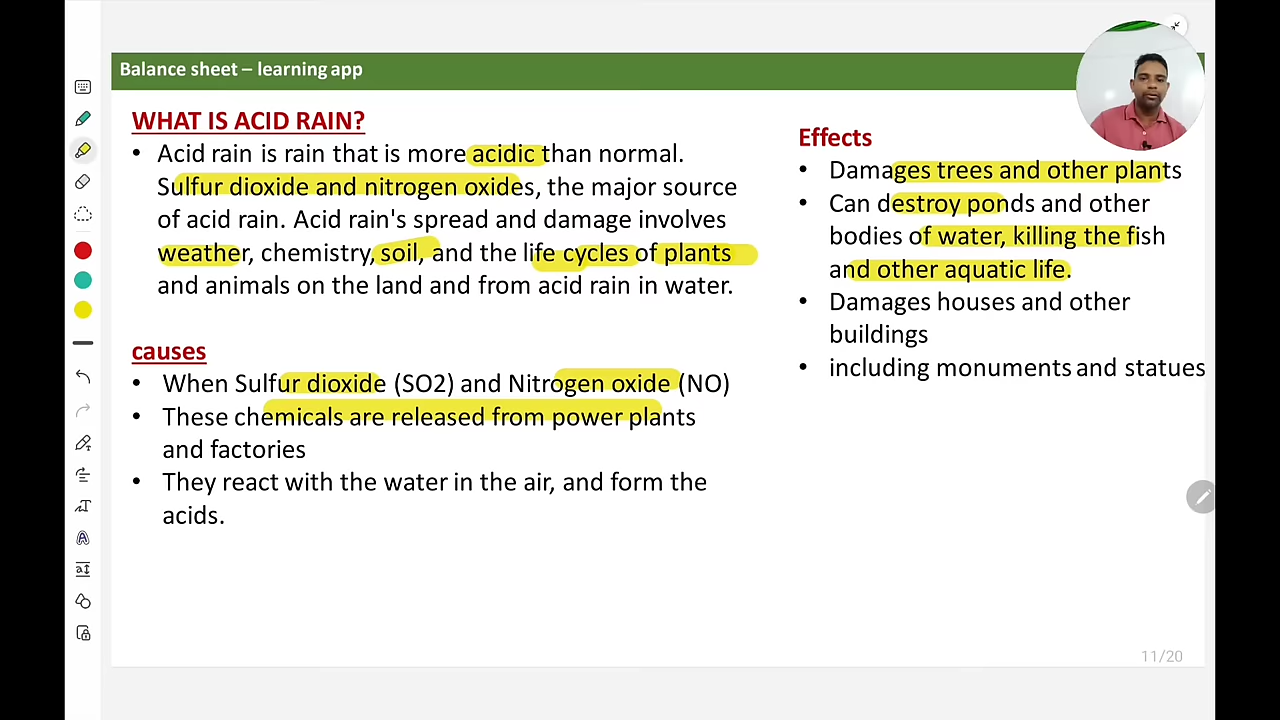 Balance sheet – learning app
WHAT IS ACID RAIN?
• Acid rain is rain that is more acidic than normal.
Sulfur dioxide and nitrogen oxides, the major source
of acid rain. Acid rain's spread and damage involves
weather, chemistry, soil, and the life cycles of plants
and animals on the land and from acid rain in water.
causes
• When Sulfur dioxide (SO2) and Nitrogen oxide (NO)
• These chemicals are released from power plants
and factories
• They react with the water in the air, and form the
acids.
Effects
• Damages trees and other plants
• Can destroy ponds and other
bodies of water, killing the fish
and other aquatic life.
• Damages houses and other
buildings
• including monuments and statues
11/20